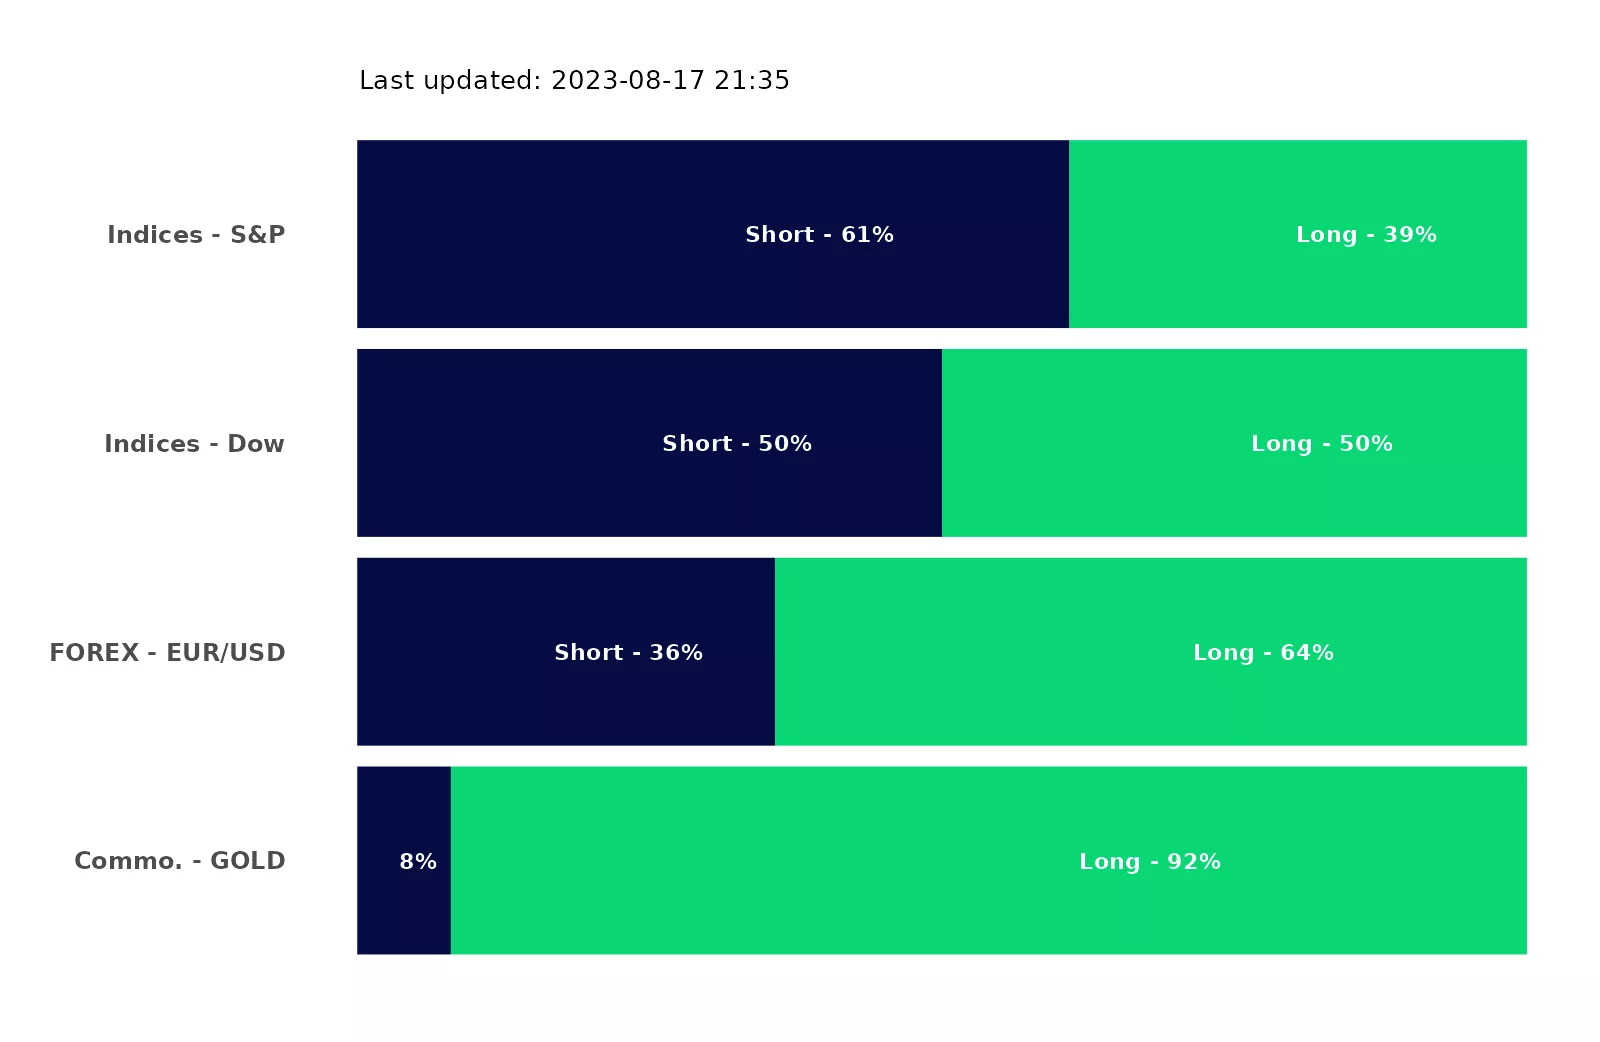 Last updated: 2023-08-17 21:35
Indices - S&P Short - 61% Long - 39%
Indices - Dow Short - 50% Long - 50%
FOREX - EUR/USD Short - 36% Long - 64%
Commo. - GOLD 8% Long - 92%